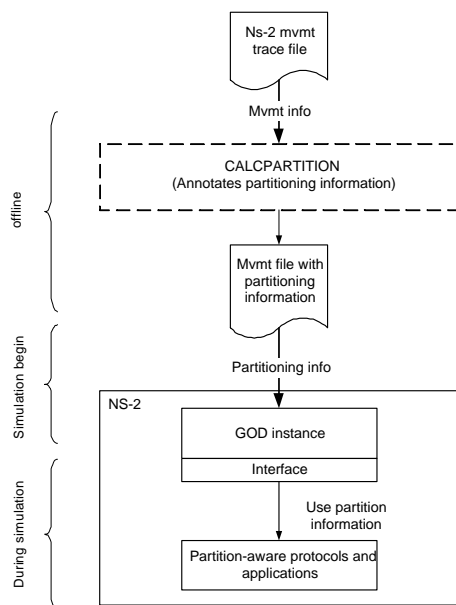 Ns-2 mvmt
trace file
Mvmt info
CALCPARTITION
(Annotates partitioning information)
offline
Mvmt file with
partitioning
information
Simulation begin
Partitioning info
NS-2
GOD instance
Interface
Use partition
information
During simulation
Partition-aware protocols and
applications